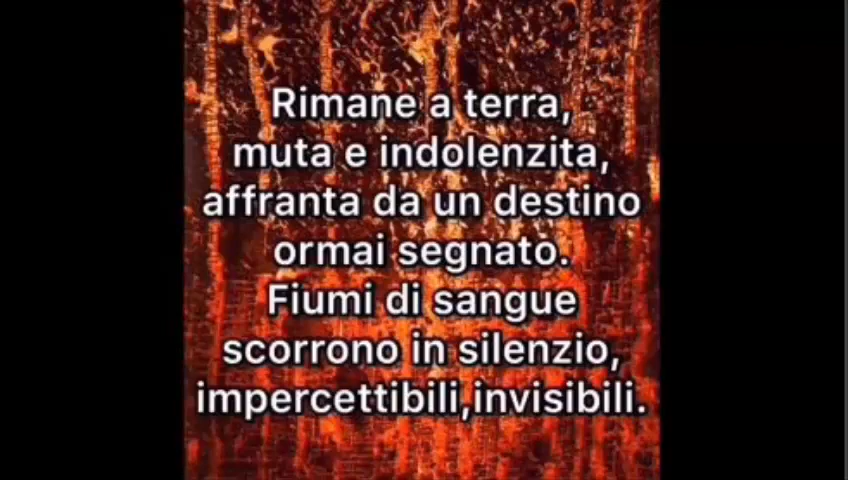 Rimane a terra,
muta e indolenzita,
affranta da un destino
ormai segnato.
Fiumi di sangue
scorrono in silenzio,
impercettibili,invisibili.